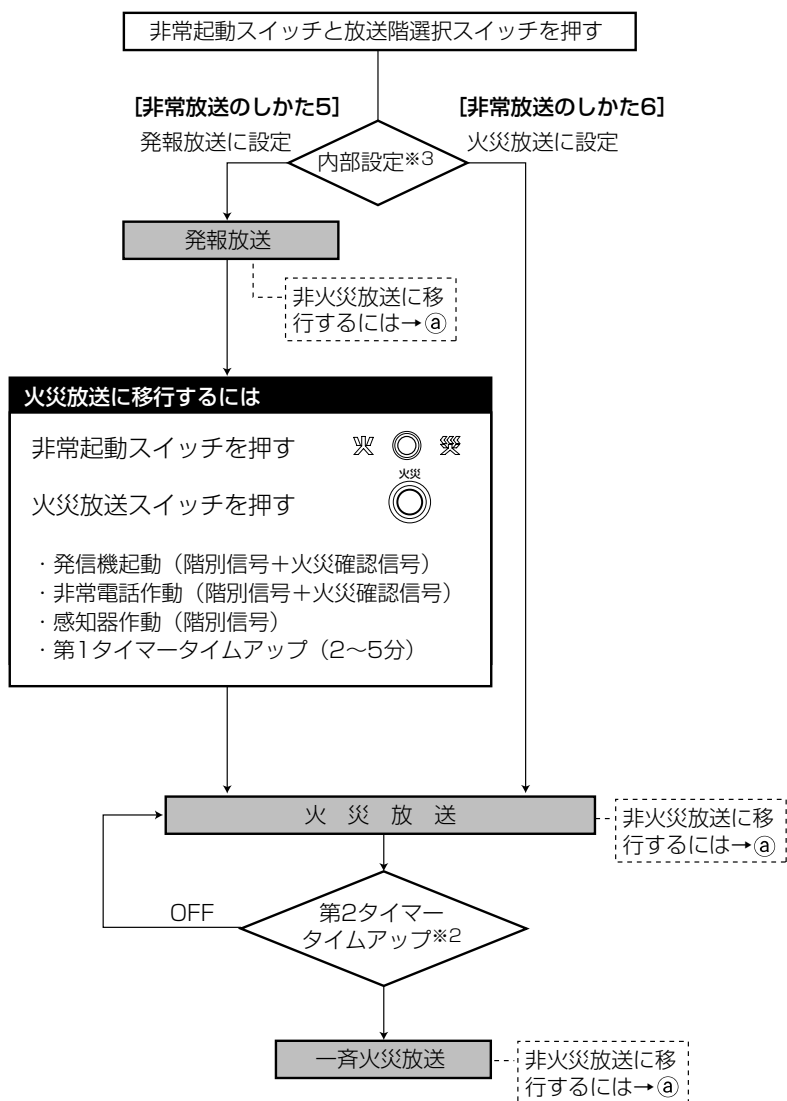 非常起動スイッチと放送階選択スイッチを押す
[非常放送のしかた5]
発報放送に設定
[非常放送のしかた6]
火災放送に設定
内部設定※3
発報放送
非火災放送に移
行するには→ⓐ
火災放送に移行するには
非常起動スイッチを押す 火 災
火災放送スイッチを押す 火災
・発信機起動（階別信号＋火災確認信号）
・非常電話作動（階別信号＋火災確認信号）
・感知器作動（階別信号）
・第1タイマータイムアップ（2〜5分）
火 災 放 送
非火災放送に移
行するには→ⓐ
OFF
第2タイマー
タイムアップ※2
一斉火災放送
非火災放送に移
行するには→ⓐ